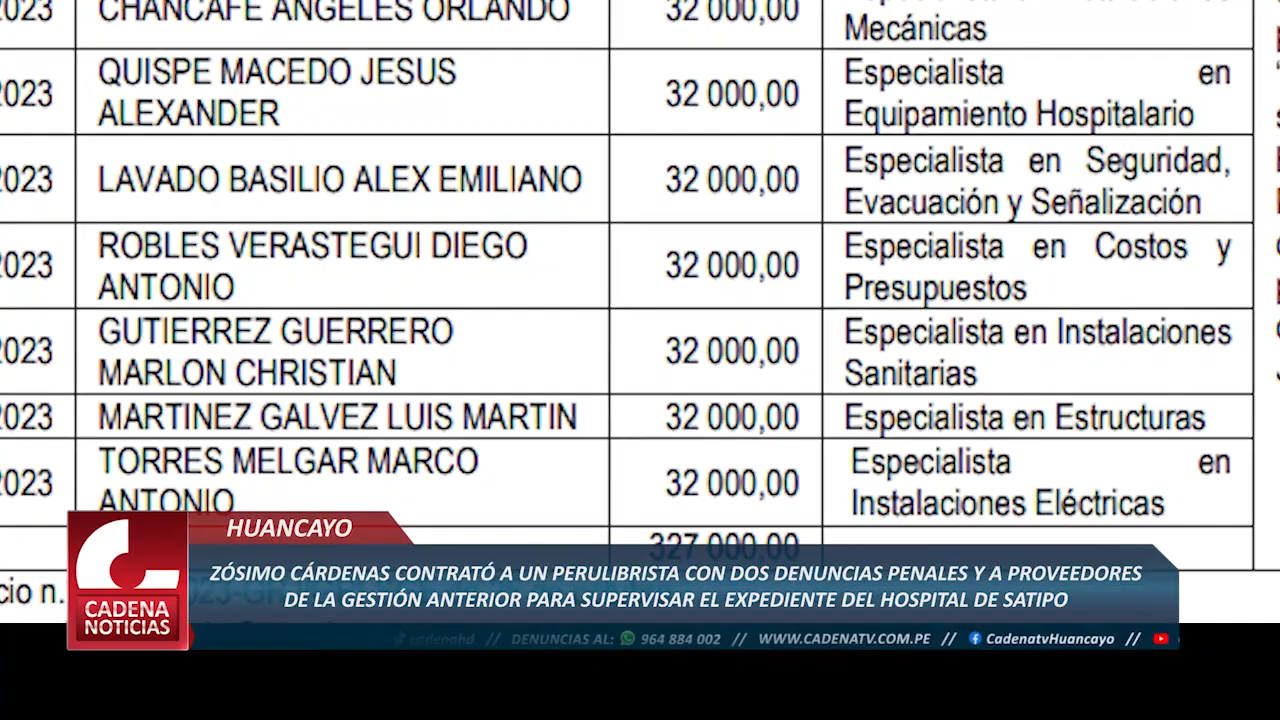 2023 CHANCAFE ANGELES ORLANDO 32 000,00
Mecánicas
QUISPE MACEDO JESUS
ALEXANDER
2023 32 000,00
Especialista en
Equipamiento Hospitalario
2023 LAVADO BASILIO ALEX EMILIANO 32 000,00
Especialista en Seguridad,
Evacuación y Señalización
ROBLES VERASTEGUI DIEGO
ANTONIO
2023 32 000,00
Especialista en Costos y
Presupuestos
GUTIERREZ GUERRERO
MARLON CHRISTIAN
2023 32 000,00
Especialista en Instalaciones
Sanitarias
2023 MARTINEZ GALVEZ LUIS MARTIN 32 000,00 Especialista en Estructuras
TORRES MELGAR MARCO
ANTONIO
2023 32 000,00
Especialista en
Instalaciones Eléctricas
327 000,00
HUANCAYO
ZÓSIMO CÁRDENAS CONTRATÓ A UN PERULIBRISTA CON DOS DENUNCIAS PENALES Y A PROVEEDORES
DE LA GESTIÓN ANTERIOR PARA SUPERVISAR EL EXPEDIENTE DEL HOSPITAL DE SATIPO
CADENA
NOTICIAS
cadenahd // DENUNCIAS AL: 964 884 002 // WWW.CADENATV.COM.PE // CadenatvHuancayo //